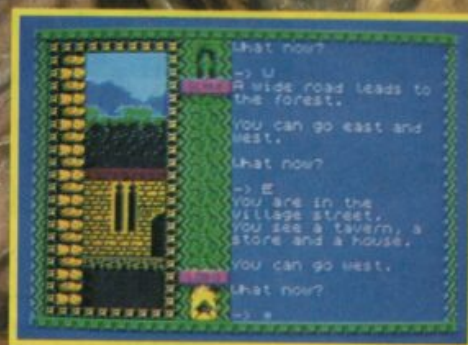 What now?
-> W
A wide road leads to
the forest.
You can go east and
west.
What now?
-> E
You are in the
village street.
You see a tavern, a
store and a house.
You can go west.
What now?
->